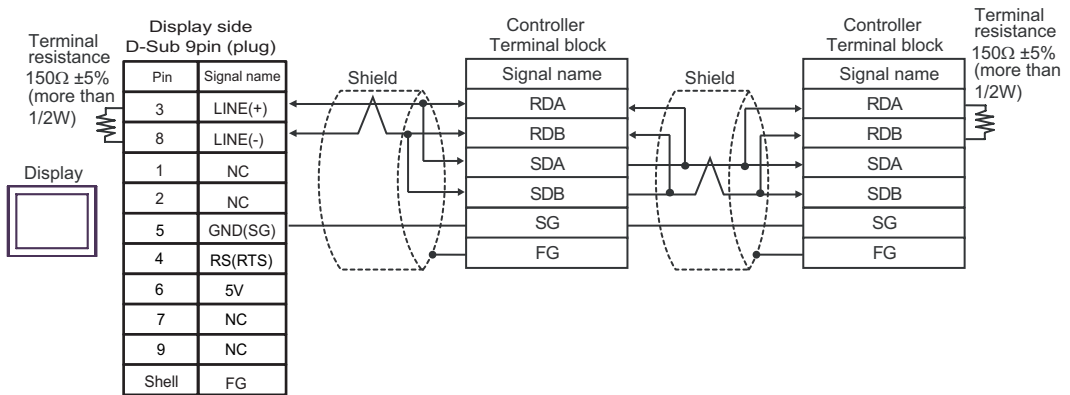 Terminal
resistance
150Ω ±5%
(more than
1/2W)
Display side
D-Sub 9pin (plug)
Pin Signal name
3 LINE(+)
8 LINE(-)
1 NC
2 NC
5 GND(SG)
4 RS(RTS)
6 5V
7 NC
9 NC
Shell FG
Display
Shield
Controller
Terminal block
Signal name
RDA
RDB
SDA
SDB
SG
FG
Shield
Controller
Terminal block
Signal name
RDA
RDB
SDA
SDB
SG
FG
Terminal
resistance
150Ω ±5%
(more than
1/2W)